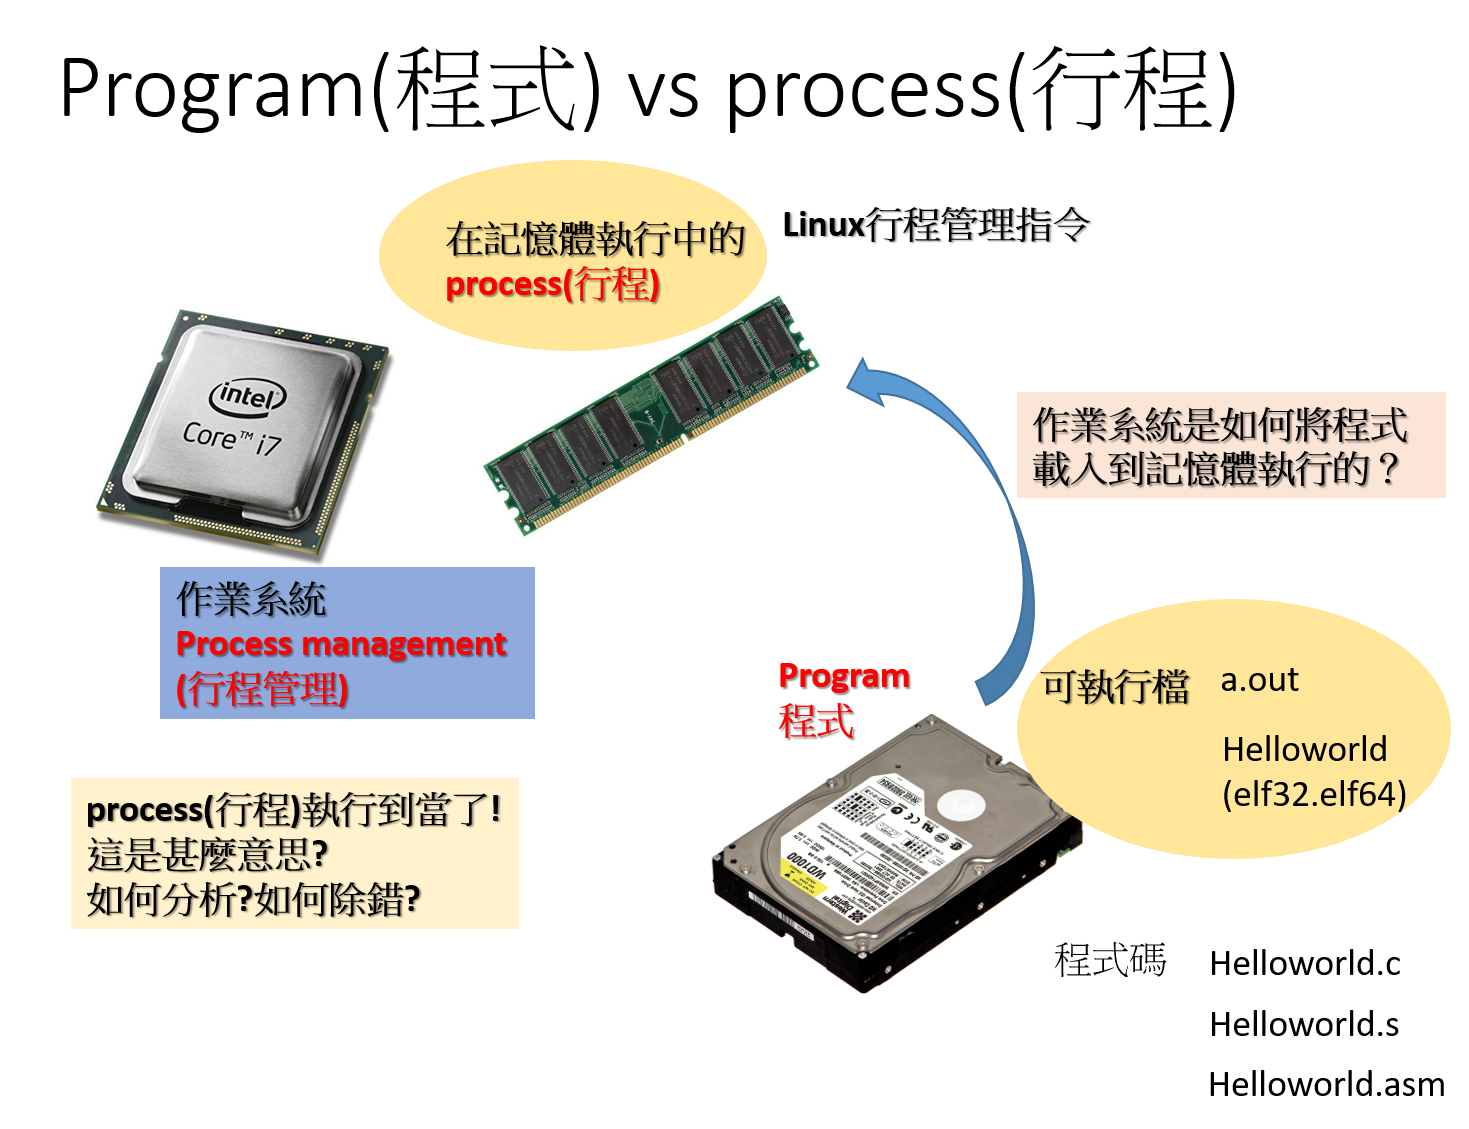 Program(程式) vs process(行程)
在記憶體執行中的
process(行程)
Linux行程管理指令
intel
Core™ i7
作業系統是如何將程式
載入到記憶體執行的？
作業系統
Process management
(行程管理)
Program
程式
可執行檔
a.out
Helloworld
(elf32.elf64)
process(行程)執行到當了!
這是甚麼意思?
如何分析?如何除錯?
WD1000
Western
Digital
程式碼
Helloworld.c
Helloworld.s
Helloworld.asm